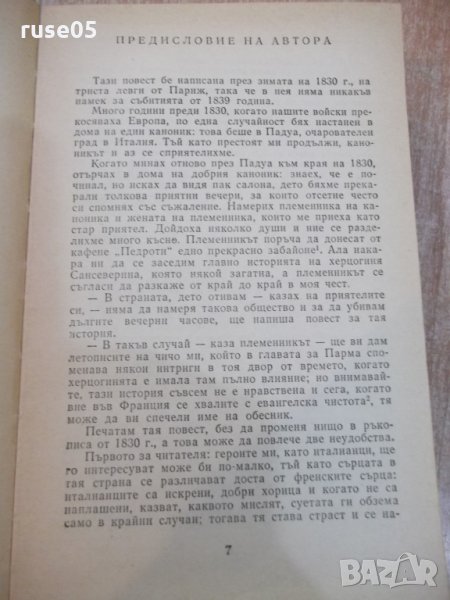 ruse05
ПРЕДИСЛОВИЕ НА АВТОРА
Тази повест бе написана през зимата на 1830 г., на
триста левги от Париж, така че в нея няма никакъв
намек за събитията от 1839 година.
Много години преди 1830, когато нашите войски пре-
косяваха Европа, по една случайност бях настанен в
дома на един каноник: това беше в Падуа, очарователен
град в Италия. Тъй като престоят ми продължи, ка-
никът и аз се сприятелихме.
Когато минах отново през Падуа към края на 1830,
отърчах в дома на добрия каноник: знаех, че е по-
чинал, но исках да видя пак салона, дето бяхме прека-
рали толкова приятни вечери, за които отсетне често
си спомнях със съжаление. Намерих племенника на ка-
ноника и жената на племенника, които ме приеха като
стар приятел. Дойдоха няколко души и ние се разде-
лихме много късно. Племенникът поръча да донесат от
кафене „Педроти" едно прекрасно забайоне¹. Ала нака-
ра ни да се заседим главно историята на херцогиня
Сансеверина, която някой загатна, а племенникът се
съгласи да разкаже от край до край в моя чест.
— В страната, дето отивам — казах на приятелите
си, — няма да намеря такова общество и за да убивам
дългите вечерни часове, ще напиша повест за тая
история.
— В такъв случай — каза племенникът — ще ви дам
летописите на чичо ми, който в главата за Парма спо-
менава някои интриги в тоя двор от времето, когато
херцогинята е имала там пълно влияние; но внимавай-
те, тази история съвсем не е нравствена и сега, когато
вие във Франция се хвалите с евангелска чистота², тя
може да ви спечели име на обесник.
Печатам тая повест, без да променя нищо в ръко-
писа от 1830 г., а това може да повлече две неудобства.
Първото за читателя: героите ми, като италианци, ще
го интересуват може би по-малко, тъй като сърцата в
тая страна се различават доста от френските сърца:
италианците са искрени, добри хорица и когато не са
наплашени, казват, каквото мислят, суетата ги обзема
само в крайни случаи; тогава тя става страст и се на-
7
BAZAR